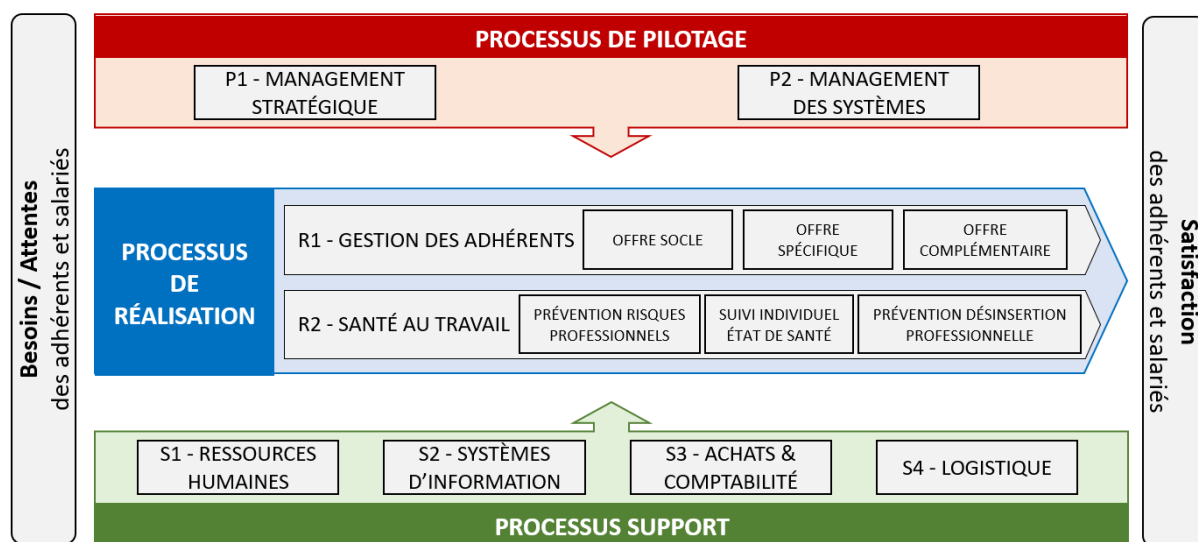 Besoins / Attentes
des adhérents et salariés
PROCESSUS DE PILOTAGE
P1 - MANAGEMENT
STRATÉGIQUE
P2 - MANAGEMENT
DES SYSTÈMES
PROCESSUS
DE
RÉALISATION
R1 - GESTION DES ADHÉRENTS
OFFRE SOCLE
OFFRE
SPÉCIFIQUE
OFFRE
COMPLÉMENTAIRE
R2 - SANTÉ AU TRAVAIL
PRÉVENTION RISQUES
PROFESSIONNELS
SUIVI INDIVIDUEL
ÉTAT DE SANTÉ
PRÉVENTION DÉSINSERTION
PROFESSIONNELLE
S1 - RESSOURCES
HUMAINES
S2 - SYSTÈMES
D’INFORMATION
S3 - ACHATS &
COMPTABILITÉ
S4 - LOGISTIQUE
PROCESSUS SUPPORT
Satisfaction
des adhérents et salariés